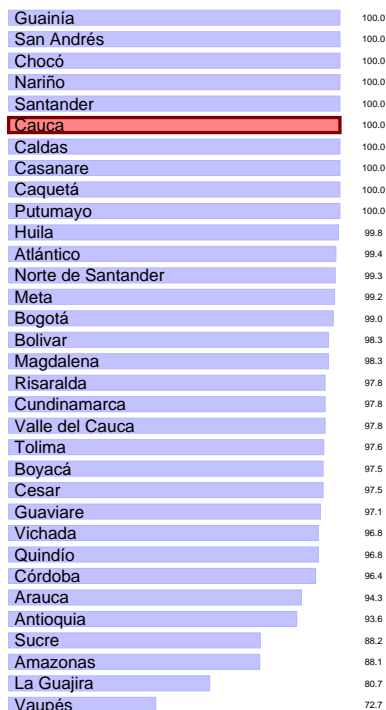 Guainía 100.0
San Andrés 100.0
Chocó 100.0
Nariño 100.0
Santander 100.0
Cauca 100.0
Caldas 100.0
Casanare 100.0
Caquetá 100.0
Putumayo 100.0
Huila 99.8
Atlántico 99.4
Norte de Santander 99.3
Meta 99.2
Bogotá 99.0
Bolivar 98.3
Magdalena 98.3
Risaralda 97.8
Cundinamarca 97.8
Valle del Cauca 97.8
Tolima 97.6
Boyacá 97.5
Cesar 97.5
Guaviare 97.1
Vichada 96.8
Quindío 96.8
Córdoba 96.4
Arauca 94.3
Antioquia 93.6
Sucre 88.2
Amazonas 88.1
La Guajira 80.7
Vaupés 72.7